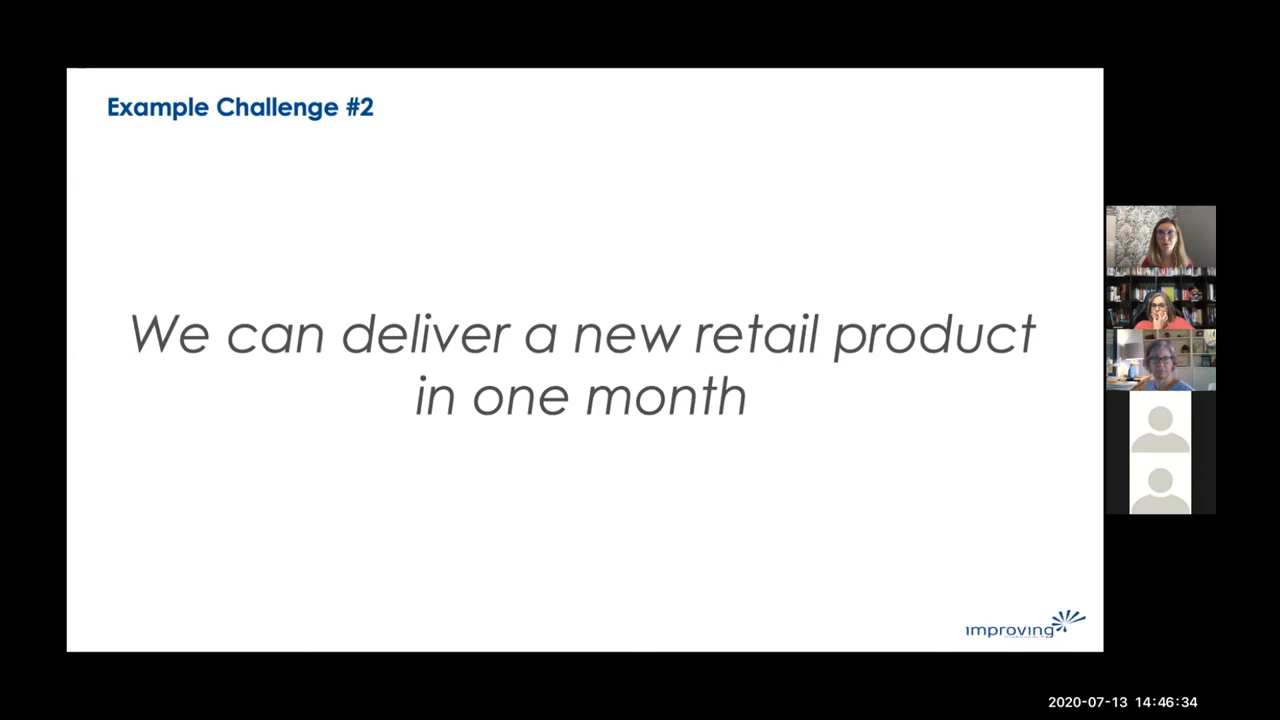 Example Challenge #2
We can deliver a new retail product
in one month
improving
2020-07-13 14:46:34